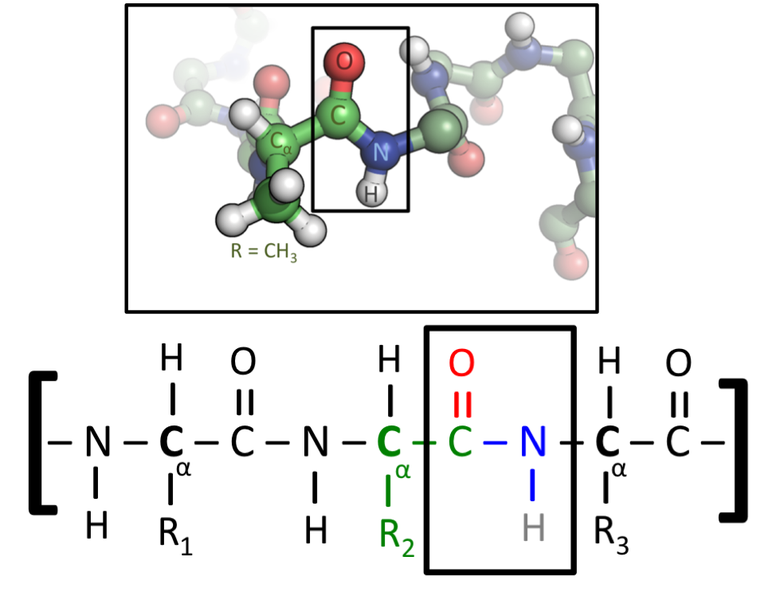 O
C
Cα
N
H
R = CH₃
H O H O H O
N C C N C C N C C
α α α
H R₁ H R₂ H R₃